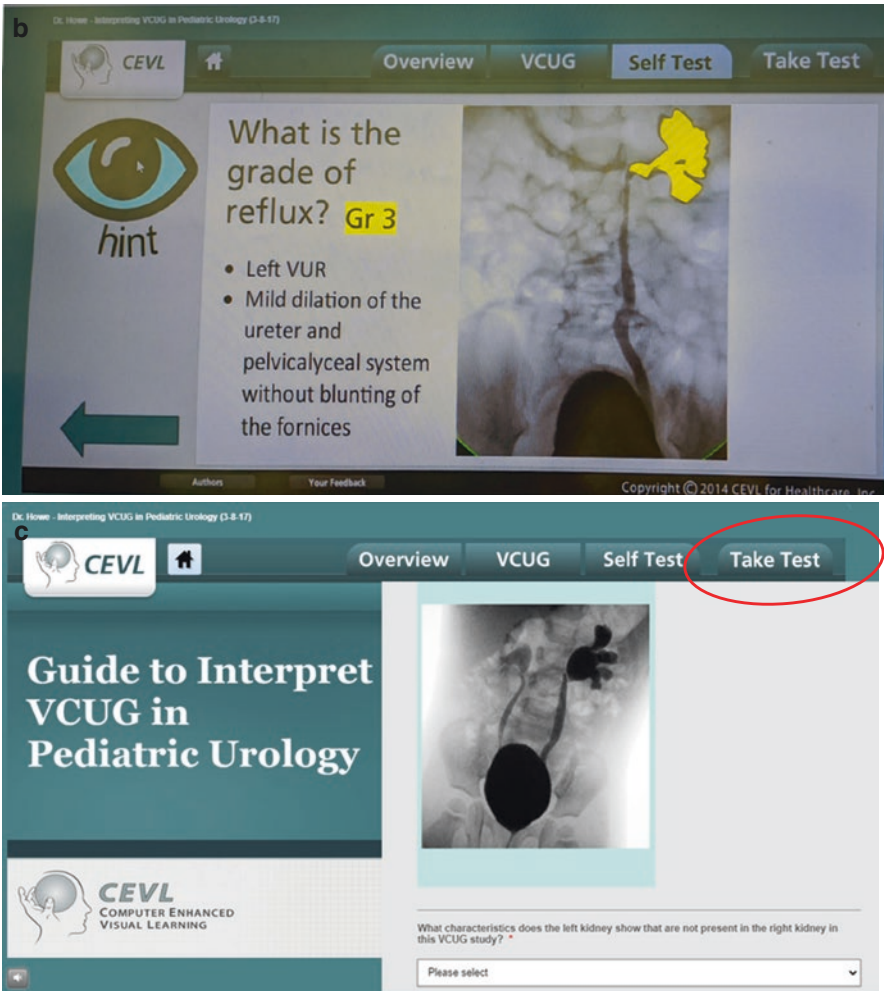 b
Dr. Howe - Interpreting VCUG in Pediatric Urology (3-8-17)
CEVL
Overview
VCUG
Self Test
Take Test
What is the
grade of
reflux? Gr 3
hint
• Left VUR
• Mild dilation of the
ureter and
pelvicalyceal system
without blunting of
the fornices
Authors
Your Feedback
Copyright © 2014 CEVL for Healthcare, Inc
c
Dr. Howe - Interpreting VCUG in Pediatric Urology (3-8-17)
CEVL
Overview
VCUG
Self Test
Take Test
Guide to Interpret
VCUG in
Pediatric Urology
CEVL
COMPUTER ENHANCED
VISUAL LEARNING
What characteristics does the left kidney show that are not present in the right kidney in
this VCUG study? *
Please select